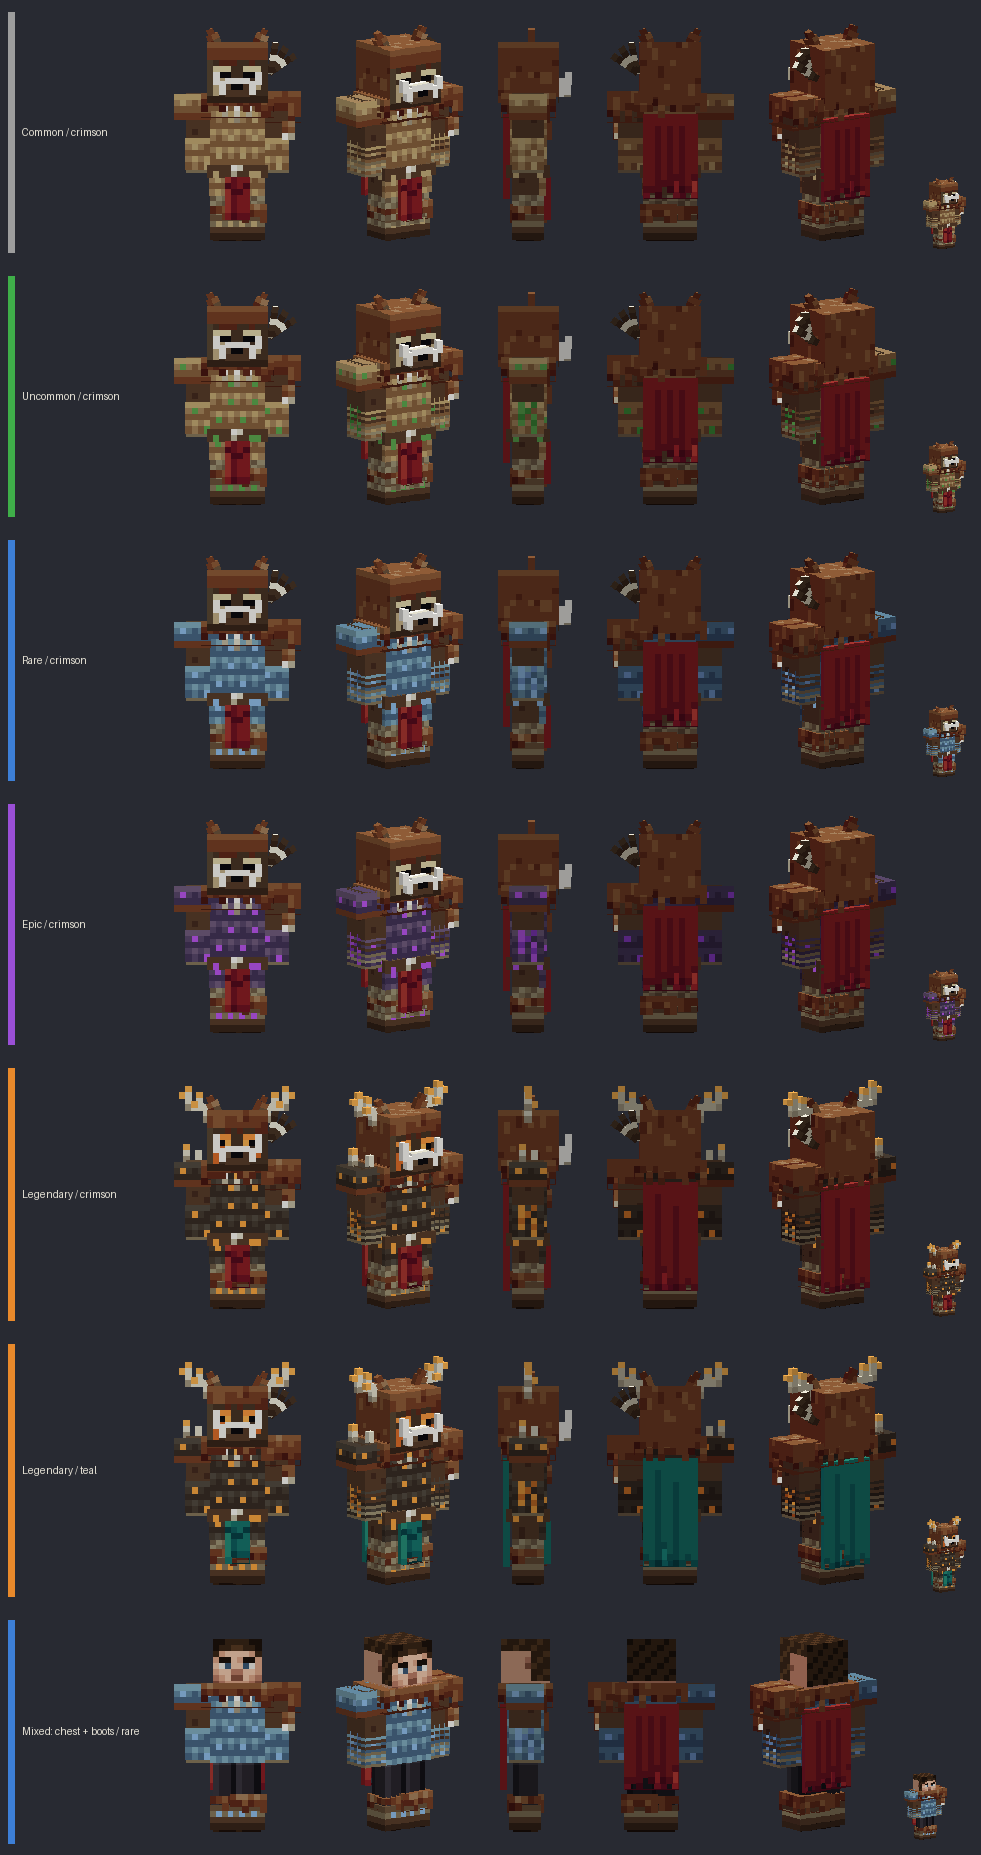 Common / crimson
Uncommon / crimson
Rare / crimson
Epic / crimson
Legendary / crimson
Legendary / teal
Mixed: chest + boots / rare